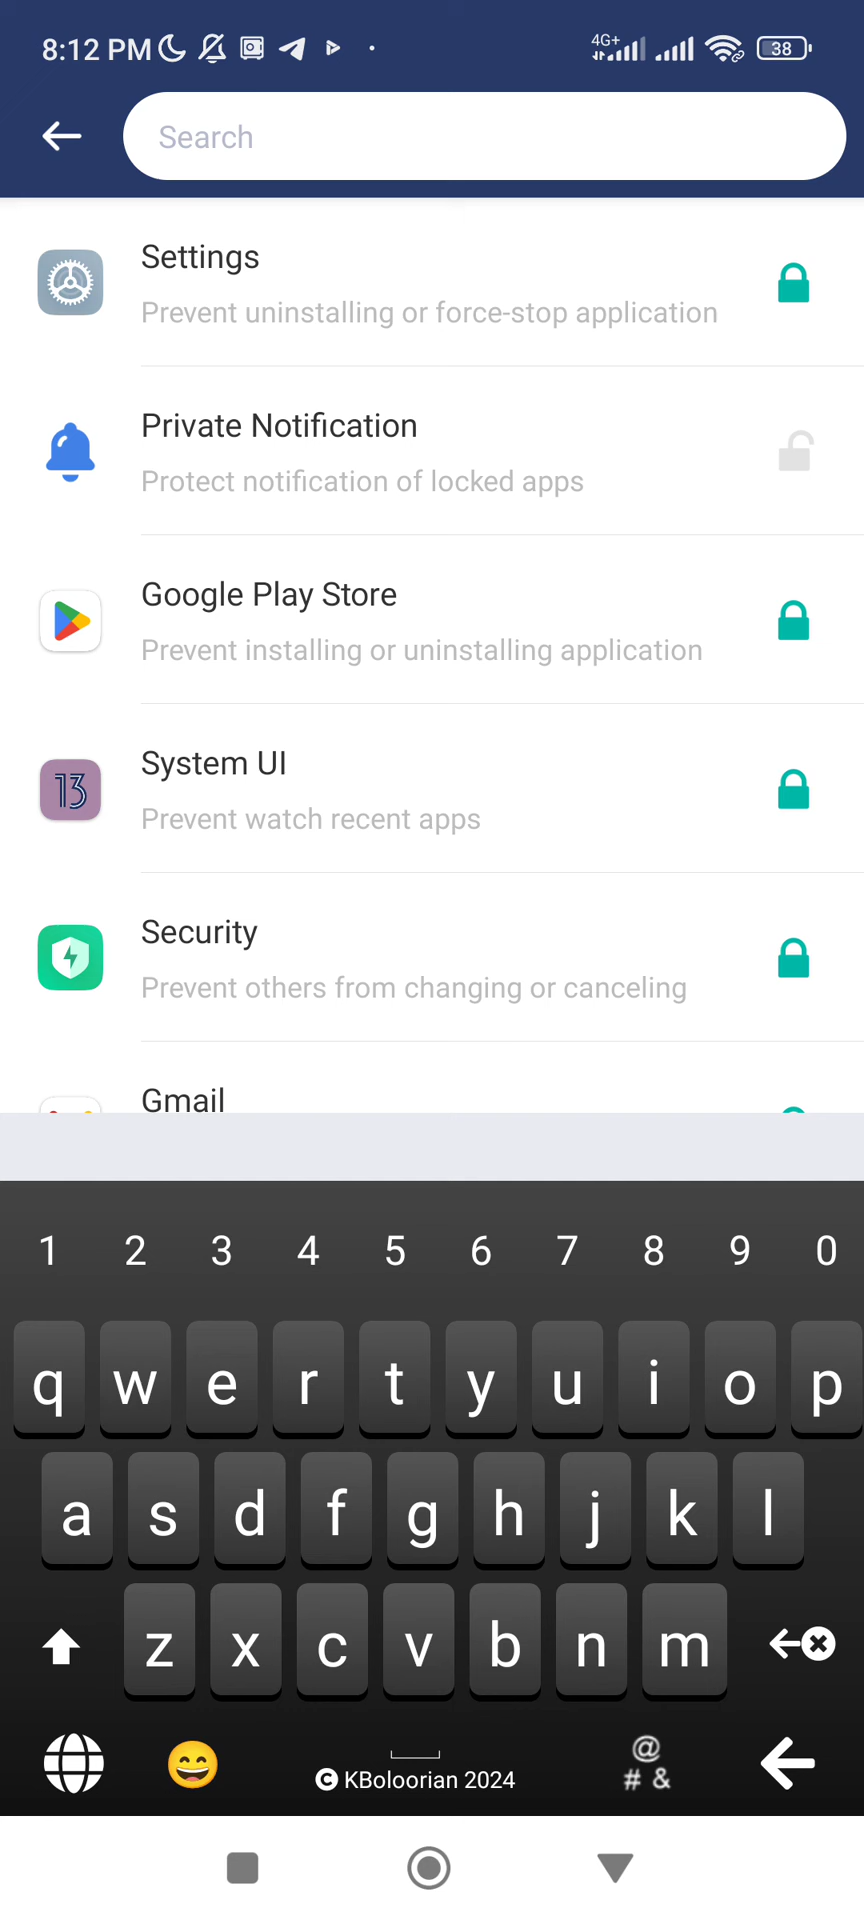 8:12 PM
4G+
38
Search
Settings
Prevent uninstalling or force-stop application
Private Notification
Protect notification of locked apps
Google Play Store
Prevent installing or uninstalling application
13
System UI
Prevent watch recent apps
Security
Prevent others from changing or canceling
Gmail
1 2 3 4 5 6 7 8 9 0
q w e r t y u i o p
a s d f g h j k l
z x c v b n m
@
© KBoloorian 2024 # &